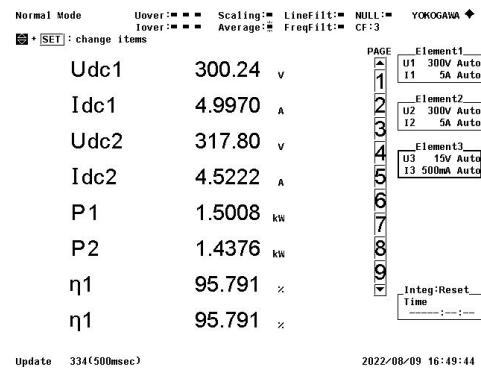 Normal Mode Uover: Scaling: LineFilt: NULL: YOKOGAWA
Iover: Average: FreqFilt: CF:3
+ SET : change items
PAGE
Udc1 300.24 V
Idc1 4.9970 A
Udc2 317.80 V
Idc2 4.5222 A
P1 1.5008 kW
P2 1.4376 kW
η1 95.791 %
η1 95.791 %
1
2
3
4
5
6
7
8
9
Element1
U1 300V Auto
I1 5A Auto
Element2
U2 300V Auto
I2 5A Auto
Element3
U3 15V Auto
I3 500mA Auto
Integ:Reset
Time
-----:--:--
Update 334(500msec) 2022/08/09 16:49:44